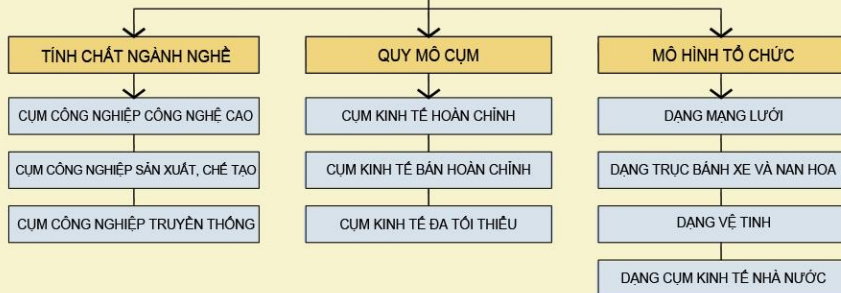 TÍNH CHẤT NGÀNH NGHỀ
CỤM CÔNG NGHIỆP CÔNG NGHỆ CAO
CỤM CÔNG NGHIỆP SẢN XUẤT, CHẾ TẠO
CỤM CÔNG NGHIỆP TRUYỀN THỐNG
QUY MÔ CỤM
CỤM KINH TẾ HOÀN CHỈNH
CỤM KINH TẾ BÁN HOÀN CHỈNH
CỤM KINH TẾ ĐA TỐI THIỂU
MÔ HÌNH TỔ CHỨC
DẠNG MẠNG LƯỚI
DẠNG TRỤC BÁNH XE VÀ NAN HOA
DẠNG VỆ TINH
DẠNG CỤM KINH TẾ NHÀ NƯỚC